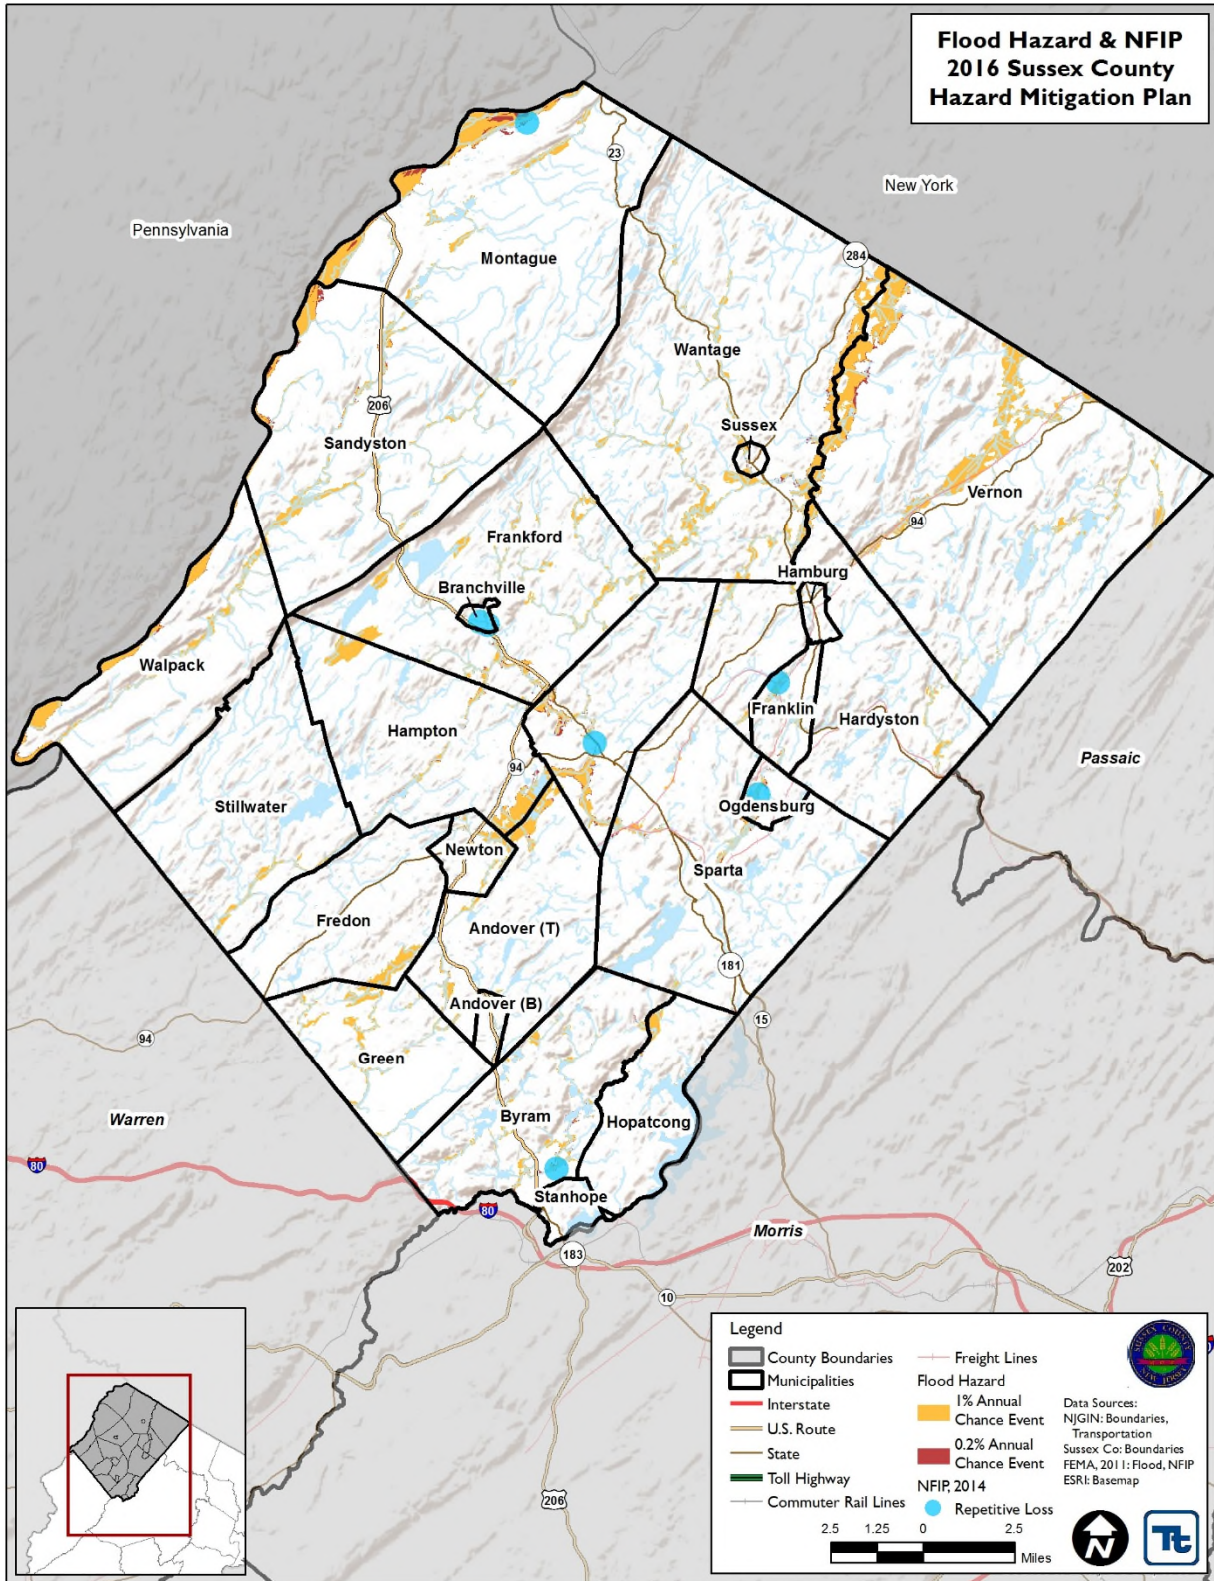 Flood Hazard & NFIP
2016 Sussex County
Hazard Mitigation Plan
23
New York
Pennsylvania
284
Montague
Wantage
206
Sussex
Sandyston
Vernon
94
Frankford
Hamburg
Branchville
Walpack
Franklin
Hardyston
Hampton
Passaic
94
Stillwater
Ogdensburg
Newton
Sparta
Fredon
Andover (T)
181
Andover (B)
15
94
Green
Warren
Byram
Hopatcong
80
Stanhope
80
Morris
183
202
10
206
Legend
County Boundaries
Municipalities
Interstate
U.S. Route
State
Toll Highway
Commuter Rail Lines
Freight Lines
Flood Hazard
1% Annual
Chance Event
0.2% Annual
Chance Event
NFIP, 2014
Repetitive Loss
SUSSEX COUNTY
NEW JERSEY
Data Sources:
NJGIN: Boundaries,
Transportation
Sussex Co: Boundaries
FEMA, 2011: Flood, NFIP
ESRI: Basemap
2.5 1.25 0 2.5
Miles
N
Tt